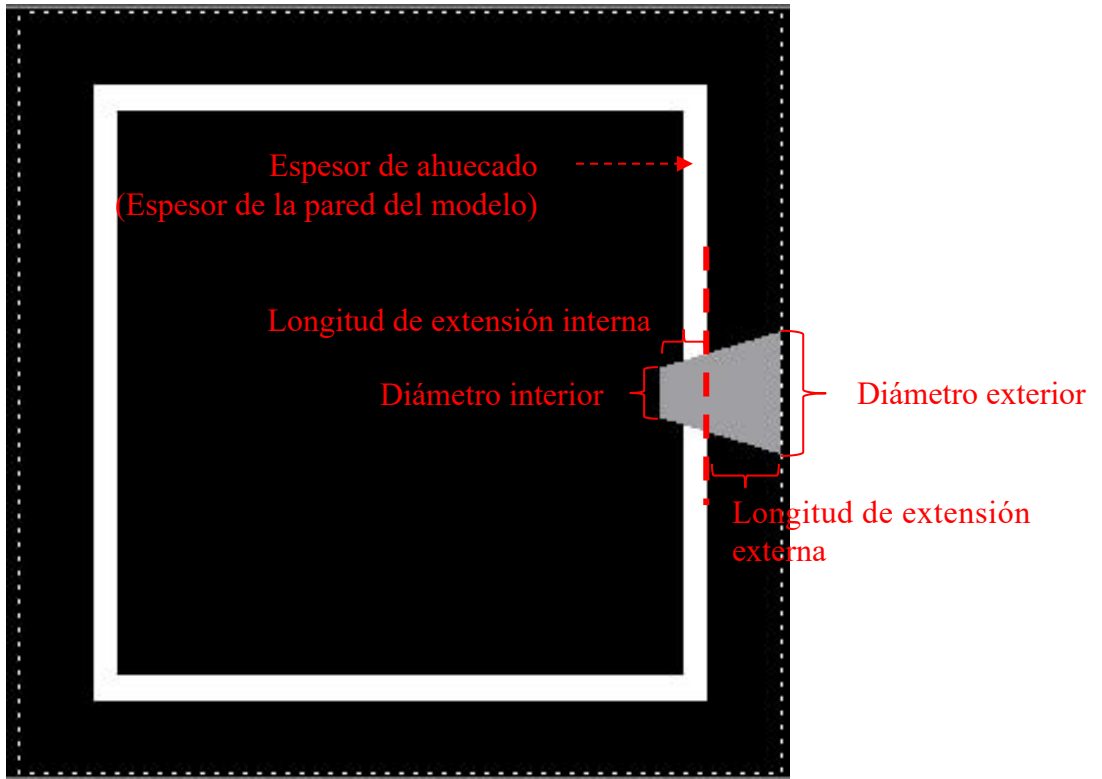 Espesor de ahuecado
(Espesor de la pared del modelo)
Longitud de extensión interna
Diámetro interior
Diámetro exterior
Longitud de extensión
externa